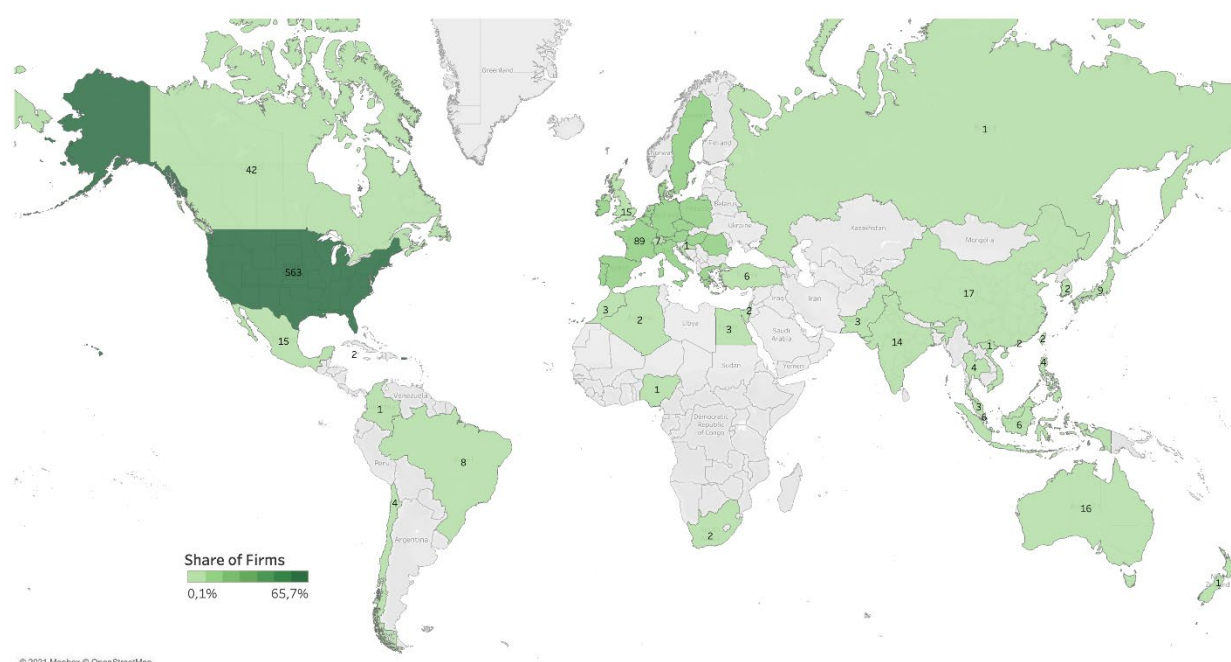 Greenland
1
42
Norway
Finland
15
Belarus
Ukraine
Kazakhstan
Mongolia
89
7
1
563
6
17
2
9
3
2
Iraq
Iran
2
3
15
2
Libya
3
Saudi
Arabia
14
1
2
2
Sudan
Yemen
4
4
Venezuela
1
1
3
6
6
Democratic
Republic
of Congo
8
Peru
4
16
Argentina
2
Share of Firms
0,1% 65,7%
1
© 2021 Mapbox © OpenStreetMap